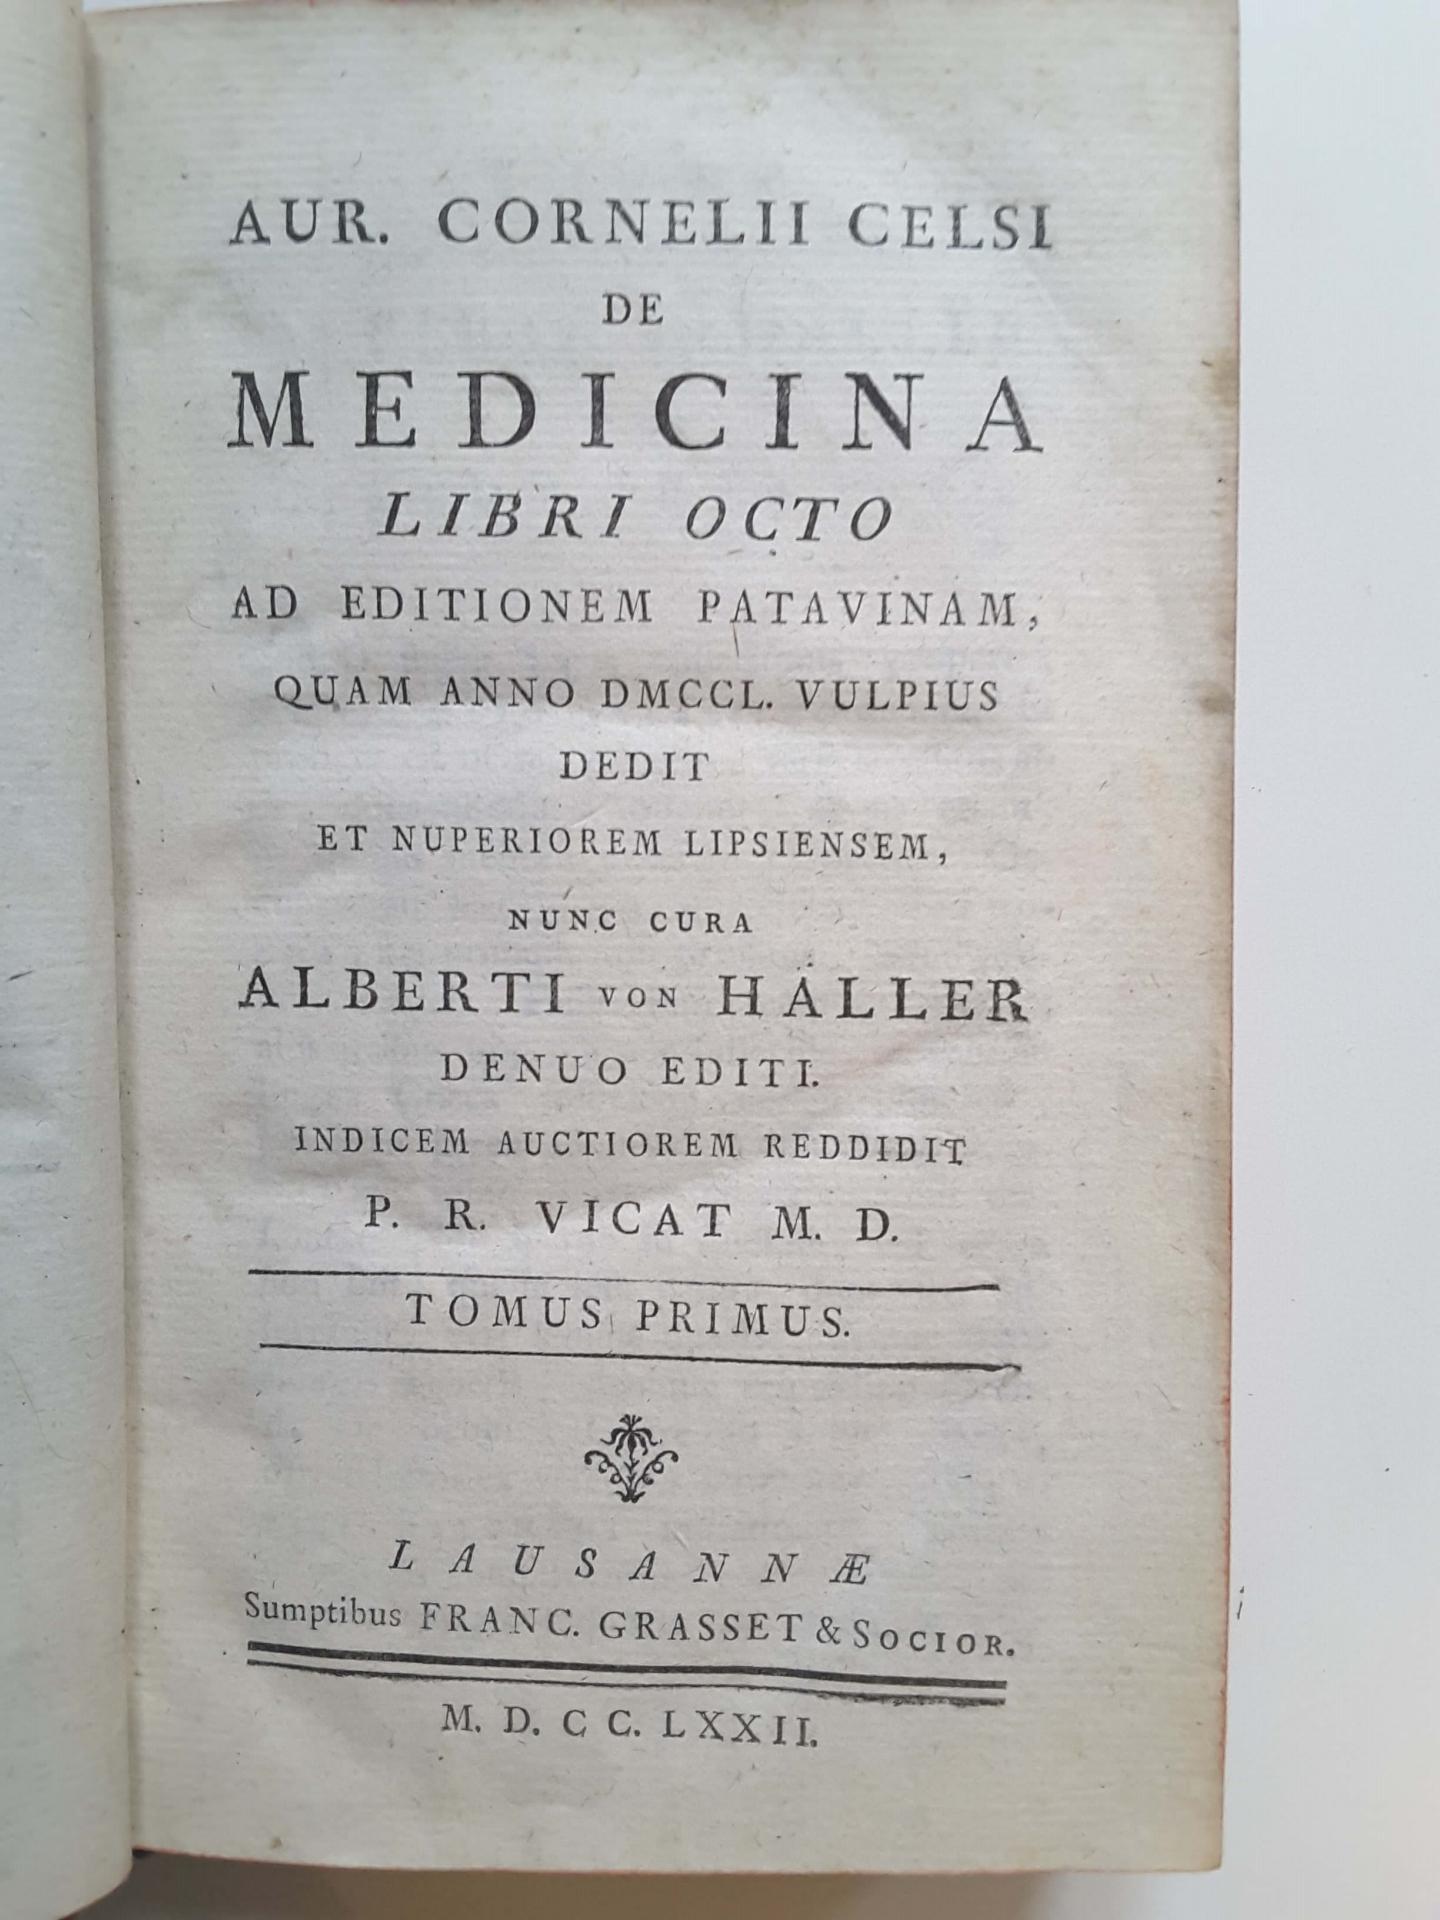 AUR. CORNELII CELSI
DE
MEDICINA
LIBRI OCTO
AD EDITIONEM PATAVINAM,
QUAM ANNO DMCCL. VULPIUS
DEDIT
ET NUPERIOREM LIPSIENSEM,
NUNC CURA
ALBERTI VON HALLER
DENUO EDITI.
INDICEM AUCTIOREM REDDIDIT
P. R. VICAT M. D.
TOMUS PRIMUS.
LAUSANNÆ
Sumptibus FRANC. GRASSET & SOCIOR.
M. D. C C. LXXII.